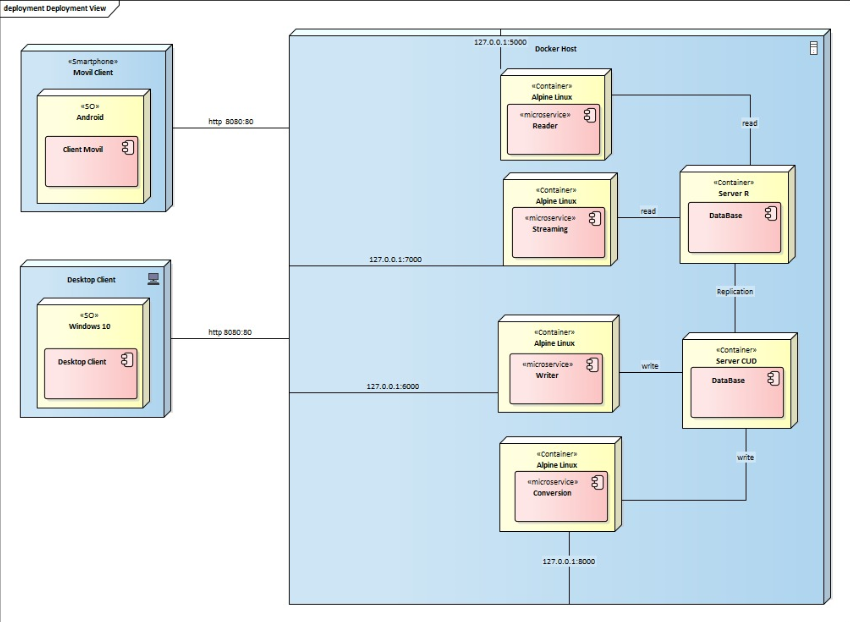 deployment Deployment View
«Smartphone»
Movil Client
«SO»
Android
Client Movil
http 8080:80
Desktop Client
«SO»
Windows 10
Desktop Client
http 8080:80
127.0.0.1:5000
Docker Host
«Container»
Alpine Linux
«microservice»
Reader
read
«Container»
Alpine Linux
«microservice»
Streaming
read
127.0.0.1:7000
«Container»
Server R
DataBase
Replication
«Container»
Alpine Linux
«microservice»
Writer
write
127.0.0.1:6000
«Container»
Server CUD
DataBase
write
«Container»
Alpine Linux
«microservice»
Conversion
127.0.0.1:8000